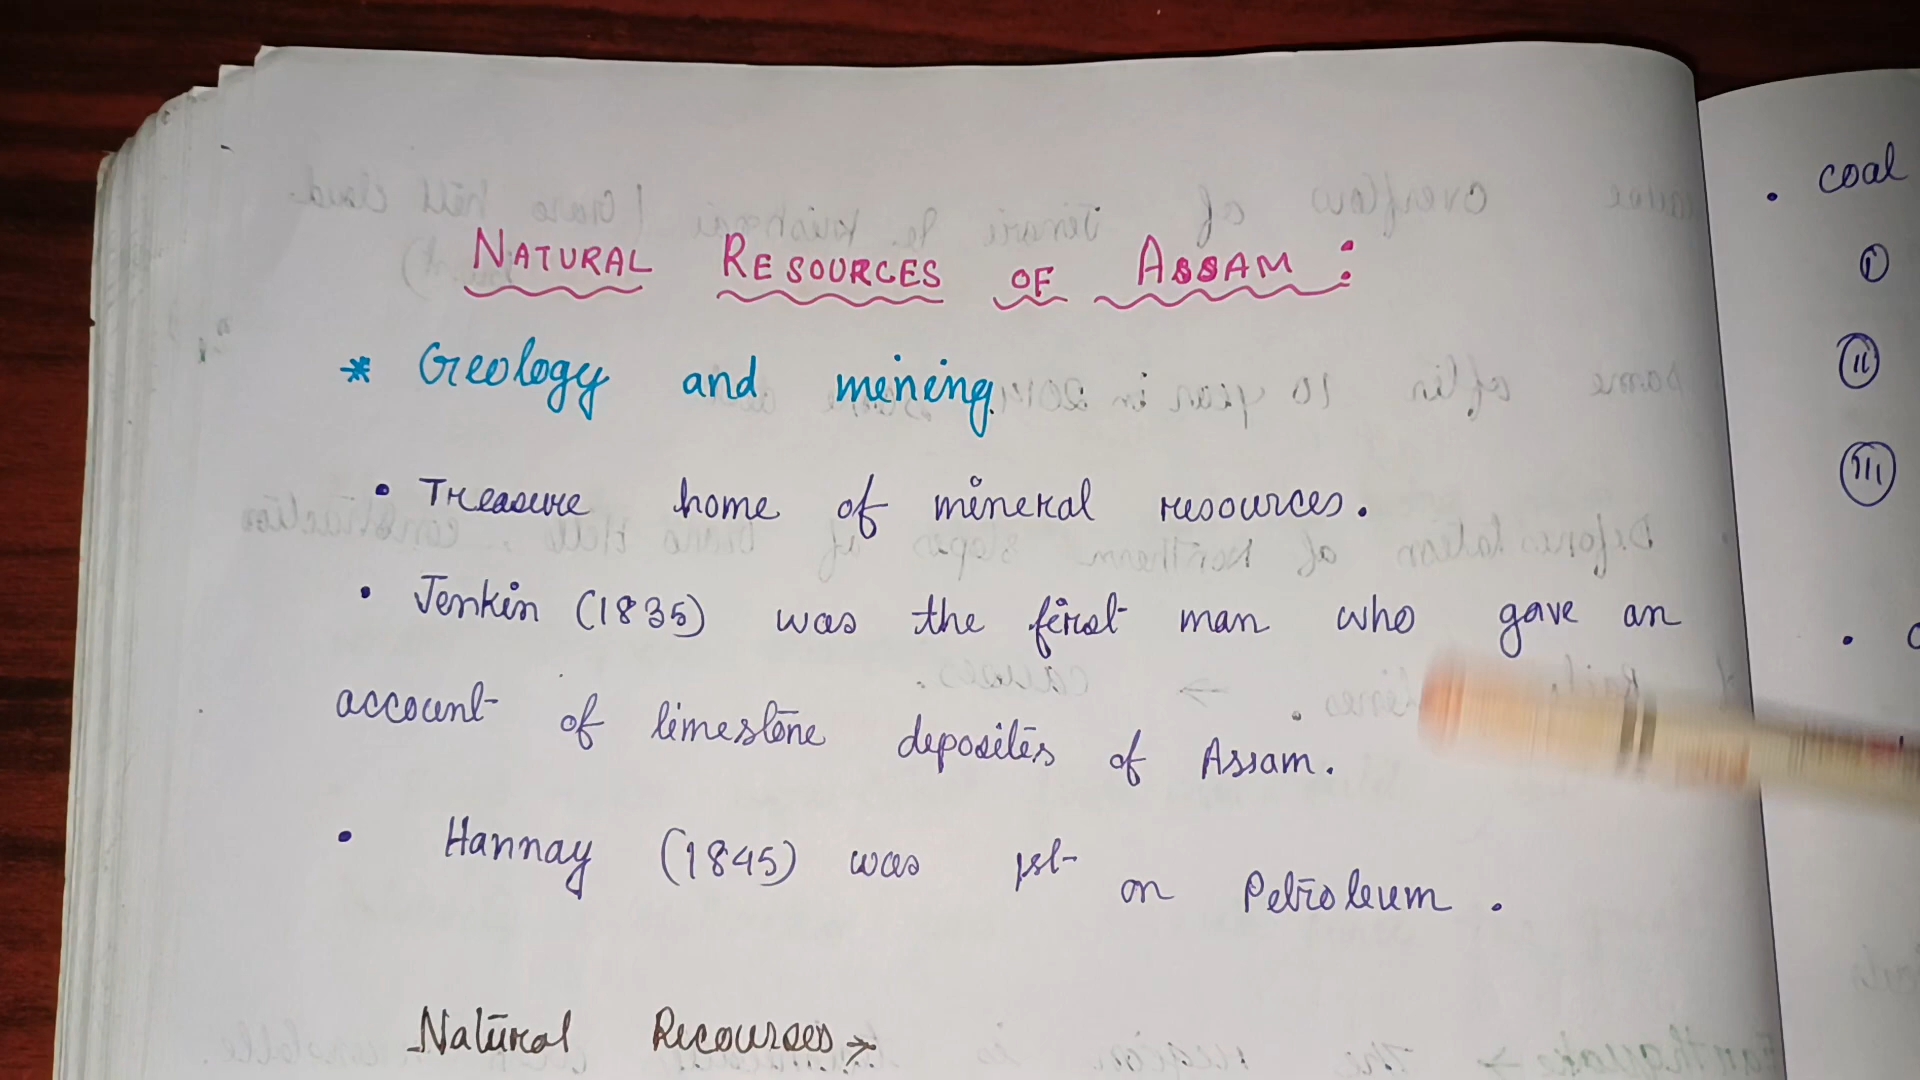 NATURAL RESOURCES OF ASSAM :
* Geology and mining.
• Treasure home of mineral resources.
• Jenkin (1835) was the first man who gave an
account of limestone deposites of Assam.
• Hannay (1845) was 1st on Petroleum.
Natural Recourses →
• coal
(i)
(ii)
(iii)